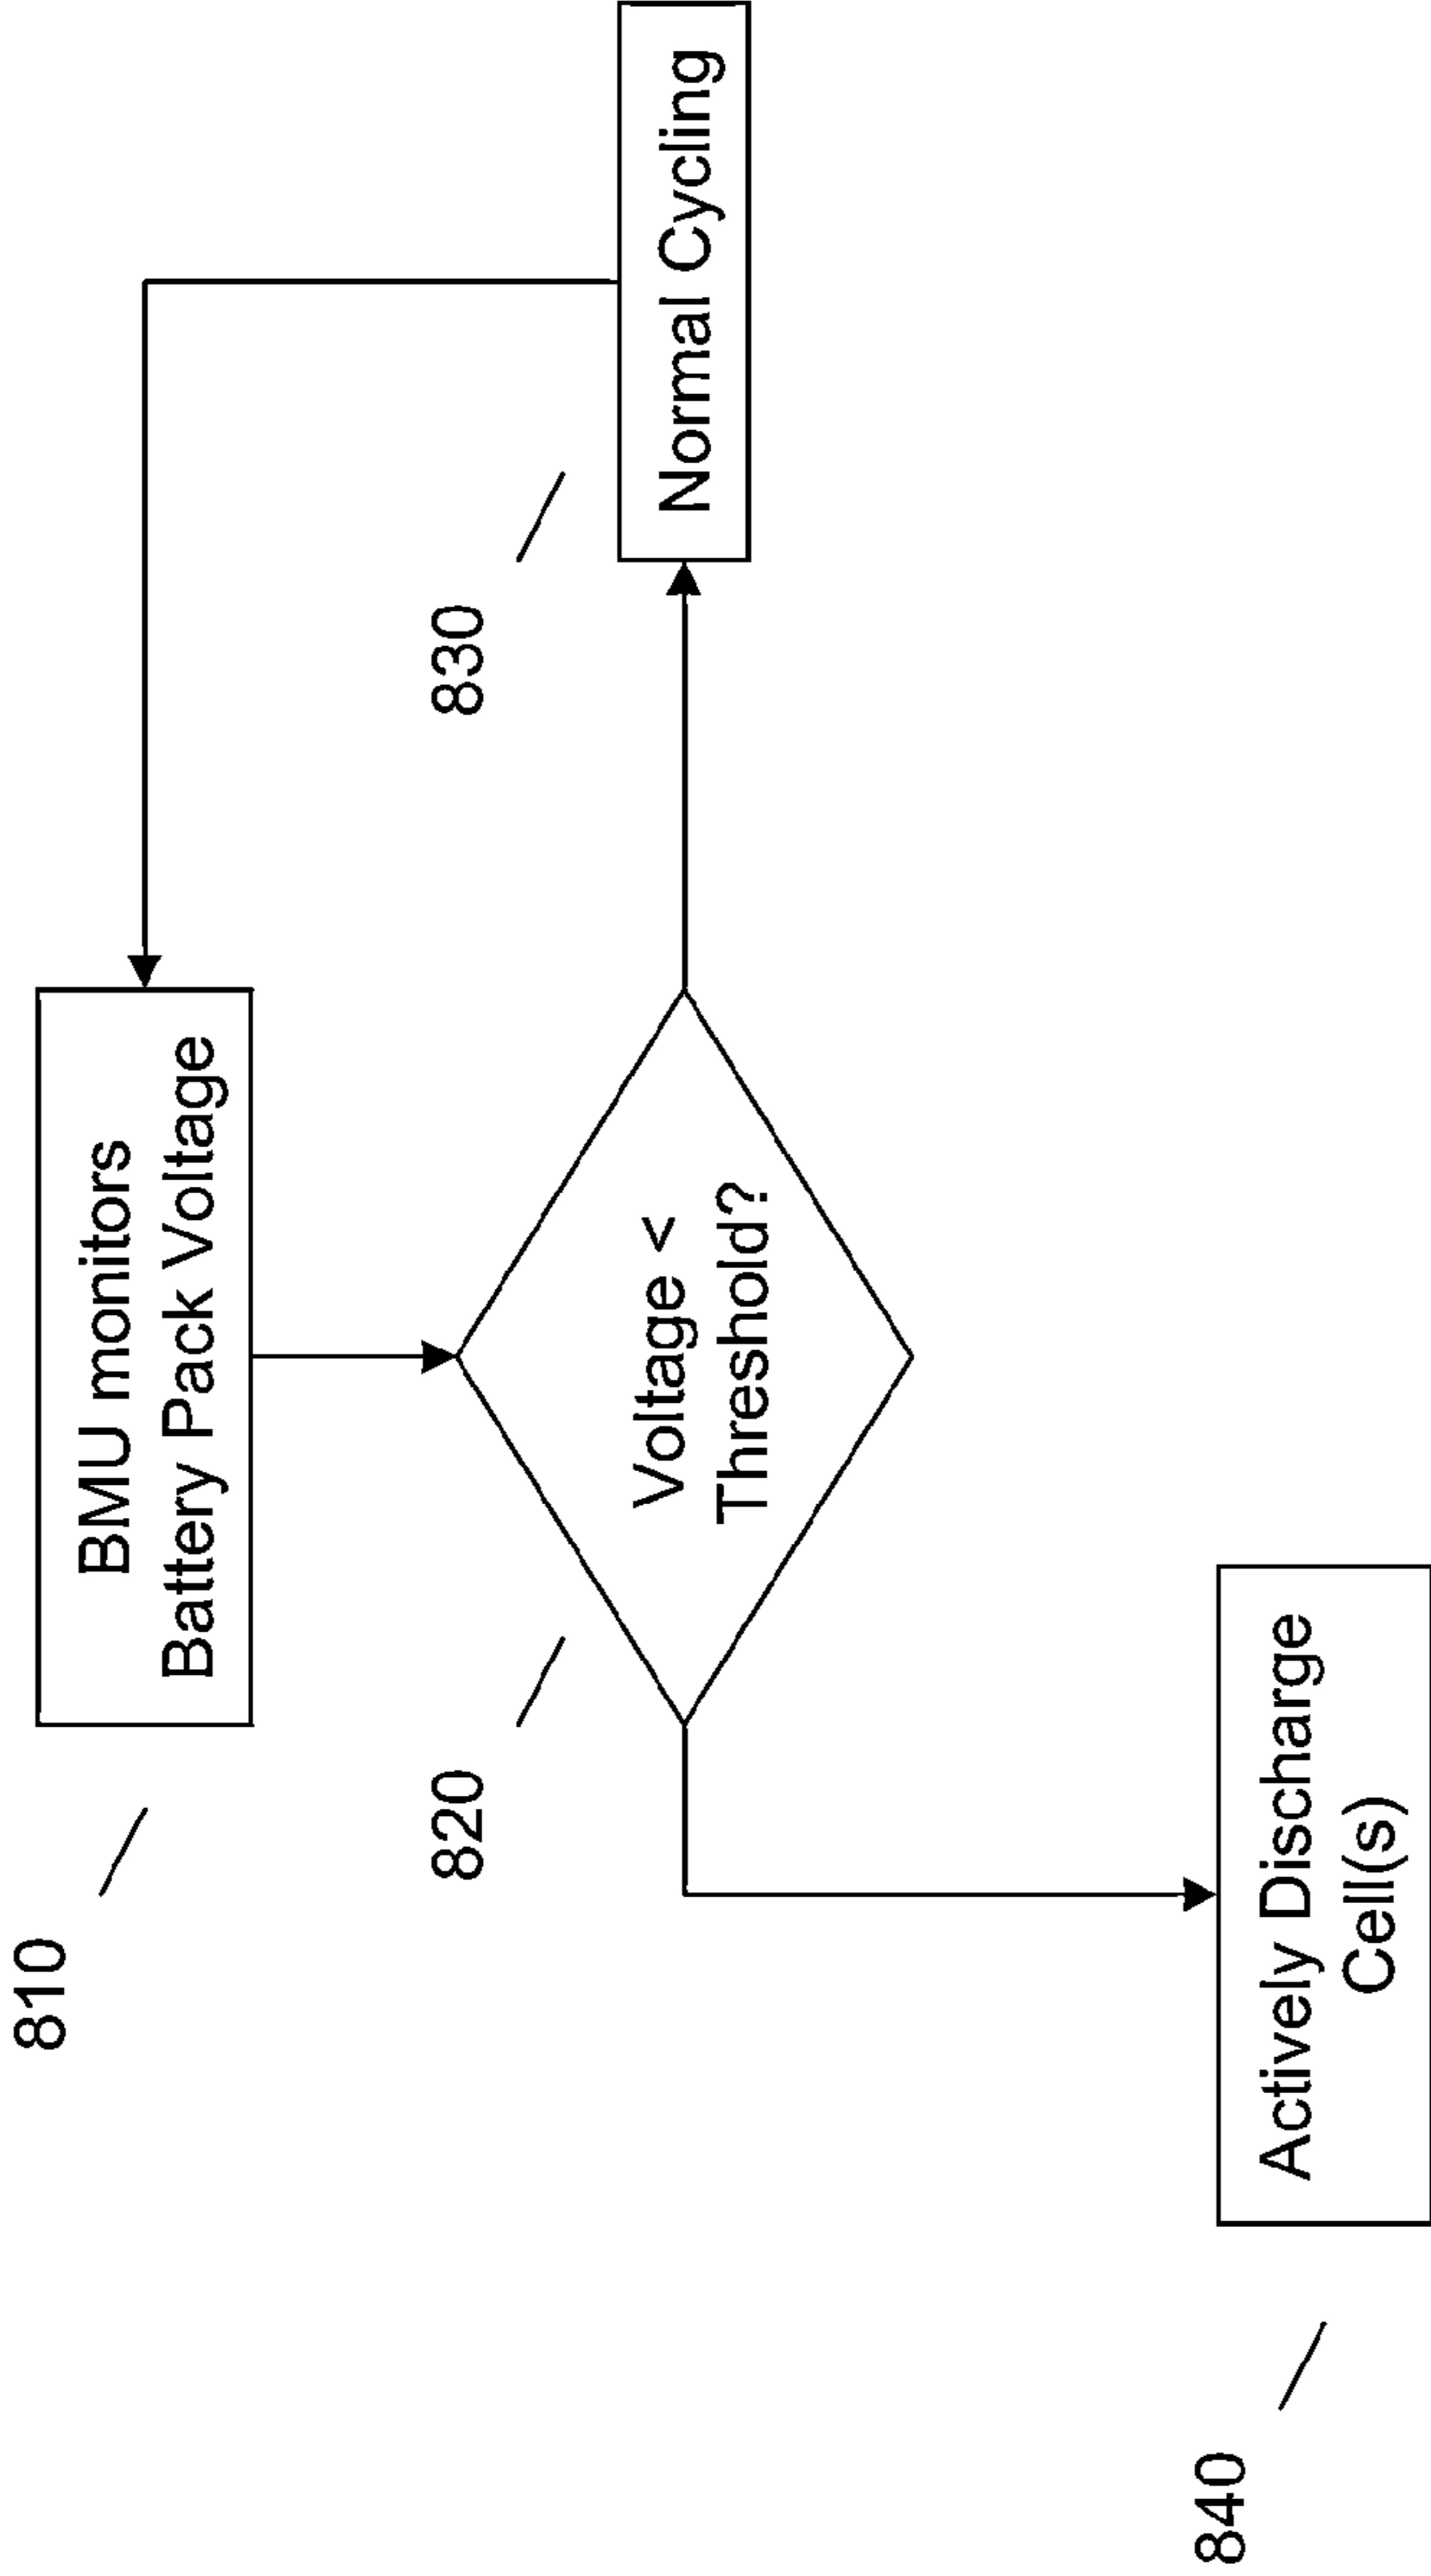 810
BMU monitors
Battery Pack Voltage
820
Voltage <
Threshold?
830
Normal Cycling
840
Actively Discharge
Cell(s)